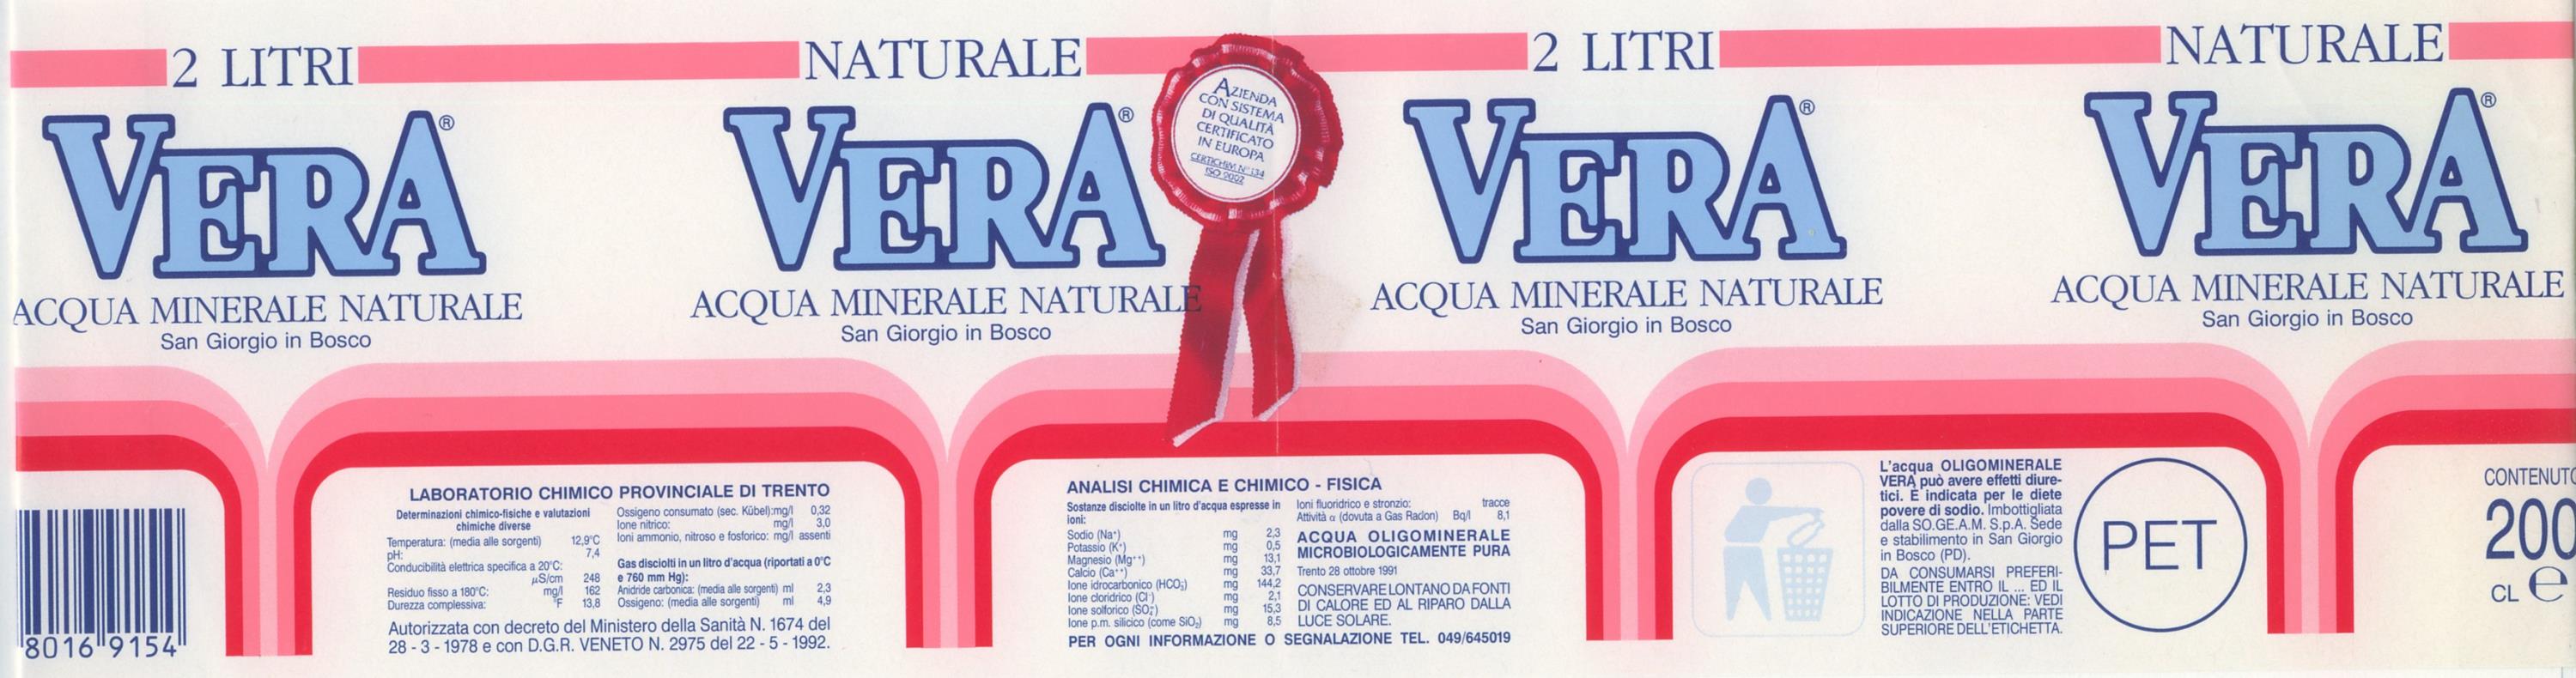 2 LITRI
NATURALE
2 LITRI
NATURALE
VERA®
VERA®
VERA®
VERA®
AZIENDA
CON SISTEMA
DI QUALITÀ
CERTIFICATO
IN EUROPA
CERTICHIM N° 134
ISO 9002
ACQUA MINERALE NATURALE
San Giorgio in Bosco
ACQUA MINERALE NATURALE
San Giorgio in Bosco
ACQUA MINERALE NATURALE
San Giorgio in Bosco
ACQUA MINERALE NATURALE
San Giorgio in Bosco
8016 9154
LABORATORIO CHIMICO PROVINCIALE DI TRENTO
Determinazioni chimico-fisiche e valutazioni
chimiche diverse
Temperatura: (media alle sorgenti) 12,9°C
pH: 7,4
Conducibilità elettrica specifica a 20°C:
µS/cm 248
Residuo fisso a 180°C: mg/l 162
Durezza complessiva: °F 13,8
Ossigeno consumato (sec. Kübel): mg/l 0,32
Ione nitrico: mg/l 3,0
Ioni ammonio, nitroso e fosforico: mg/l assenti
Gas disciolti in un litro d'acqua (riportati a 0°C
e 760 mm Hg):
Anidride carbonica: (media alle sorgenti) ml 2,3
Ossigeno: (media alle sorgenti) ml 4,9
Autorizzata con decreto del Ministero della Sanità N. 1674 del
28 - 3 - 1978 e con D.G.R. VENETO N. 2975 del 22 - 5 - 1992.
ANALISI CHIMICA E CHIMICO - FISICA
Sostanze disciolte in un litro d'acqua espresse in
ioni:
Sodio (Na⁺) mg 2,3
Potassio (K⁺) mg 0,5
Magnesio (Mg⁺⁺) mg 13,1
Calcio (Ca⁺⁺) mg 33,7
Ione idrocarbonico (HCO₃⁻) mg 144,2
Ione cloridrico (Cl⁻) mg 2,1
Ione solforico (SO₄⁻) mg 15,3
Ione p.m. silicico (come SiO₂) mg 8,5
Ioni fluoridrico e stronzio: tracce
Attività α (dovuta a Gas Radon) Bq/l 8,1
ACQUA OLIGOMINERALE
MICROBIOLOGICAMENTE PURA
Trento 28 ottobre 1991
CONSERVARE LONTANO DA FONTI
DI CALORE ED AL RIPARO DALLA
LUCE SOLARE.
PER OGNI INFORMAZIONE O SEGNALAZIONE TEL. 049/645019
L'acqua OLIGOMINERALE
VERA può avere effetti diure-
tici. È indicata per le diete
povere di sodio. Imbottigliata
dalla SO.GE.A.M. S.p.A. Sede
e stabilimento in San Giorgio
in Bosco (PD).
DA CONSUMARSI PREFERI-
BILMENTE ENTRO IL ... ED IL
LOTTO DI PRODUZIONE: VEDI
INDICAZIONE NELLA PARTE
SUPERIORE DELL'ETICHETTA.
PET
CONTENUTO
200
CL e